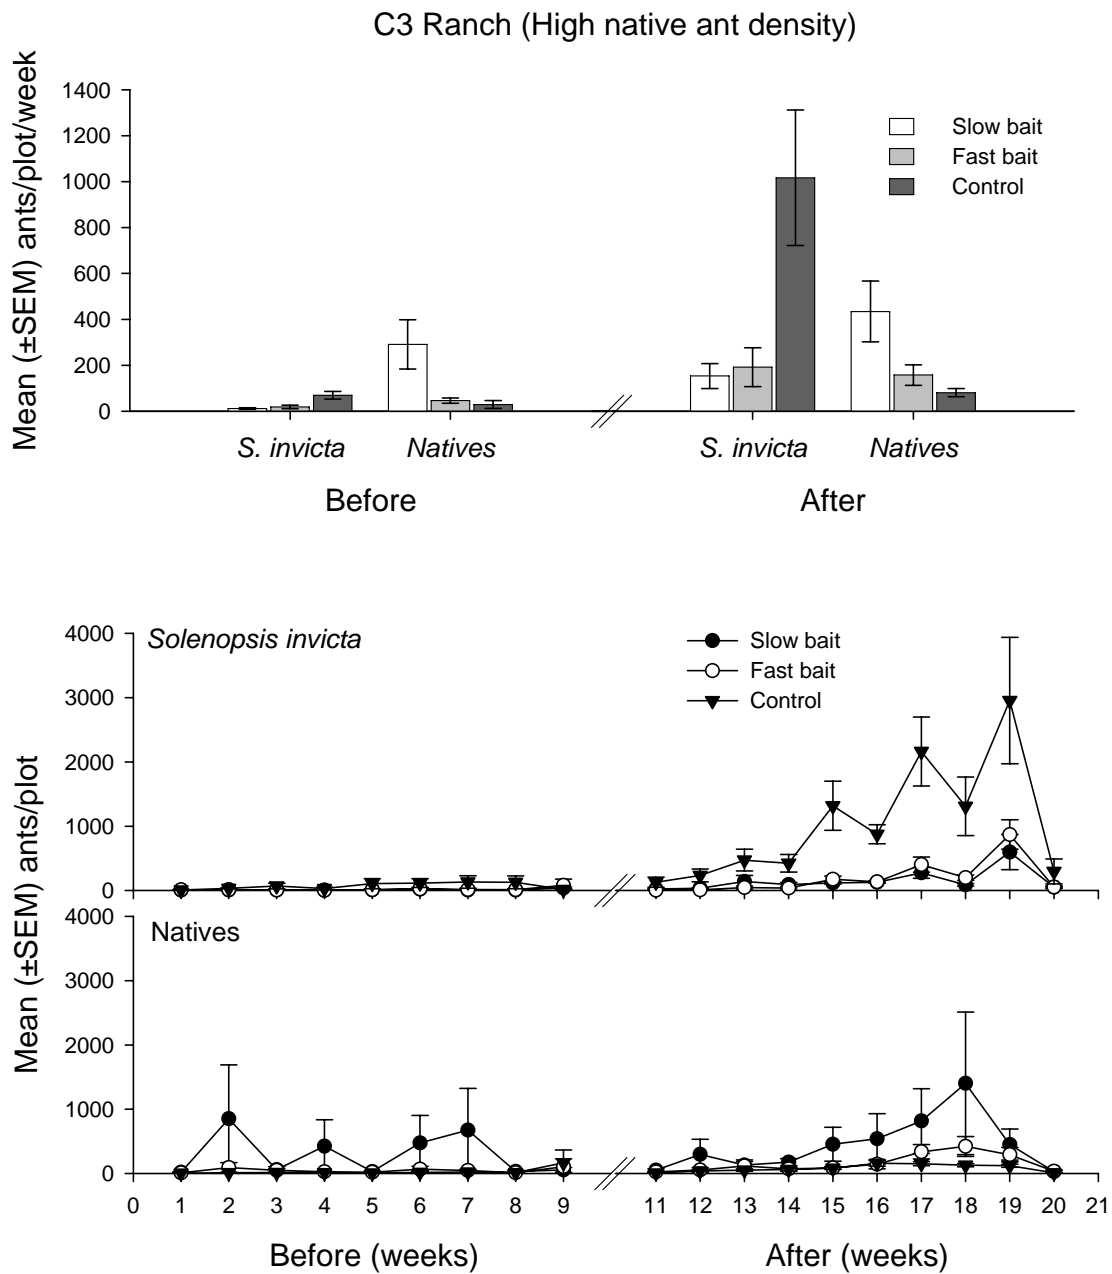 C3 Ranch (High native ant density)
Mean (±SEM) ants/plot/week
1400
1200
1000
800
600
400
200
0
Slow bait
Fast bait
Control
S. invicta
Natives
S. invicta
Natives
Before
After
Mean (±SEM) ants/plot
4000
3000
2000
1000
0
Solenopsis invicta
Slow bait
Fast bait
Control
4000
3000
2000
1000
0
Natives
0 1 2 3 4 5 6 7 8 9 11 12 13 14 15 16 17 18 19 20 21
Before (weeks)
After (weeks)